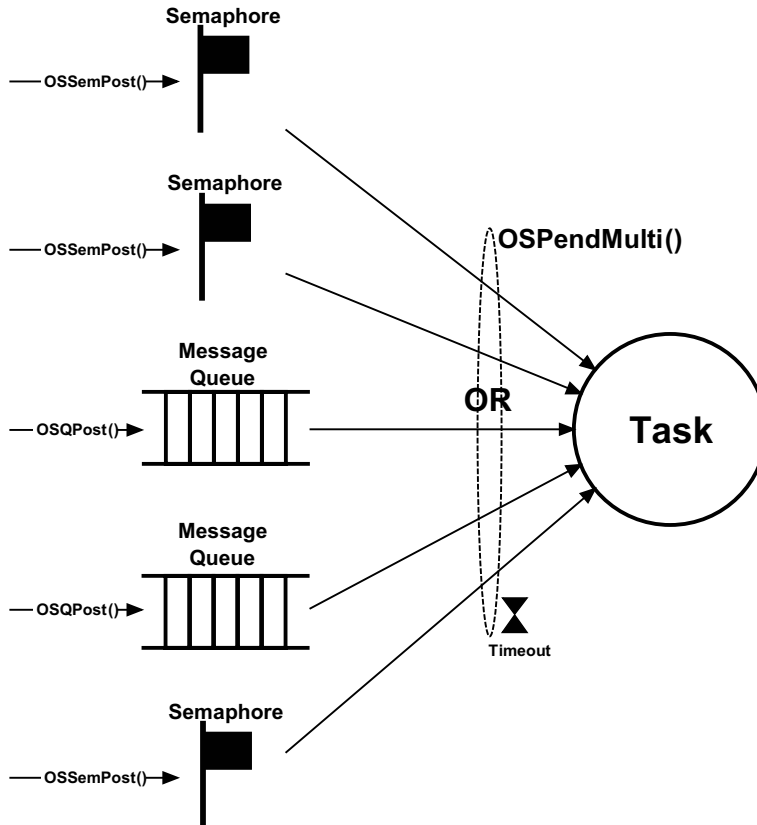 Semaphore
OSSemPost()
Semaphore
OSSemPost()
OSPendMulti()
Message
Queue
OSQPost()
OR
Task
Message
Queue
OSQPost()
Timeout
Semaphore
OSSemPost()